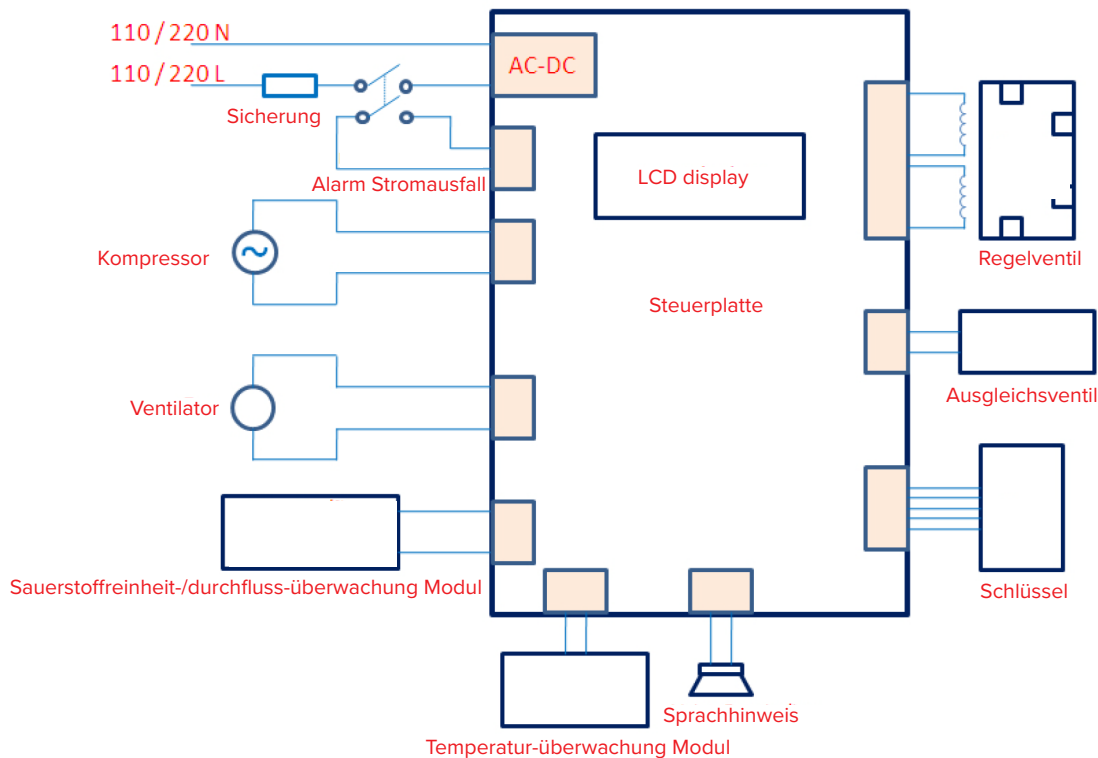 110 / 220 N
110 / 220 L
AC-DC
Sicherung
Alarm Stromausfall
LCD display
Kompressor
Regelventil
Steuerplatte
Ventilator
Ausgleichsventil
Sauerstoffreinheit-/durchfluss-überwachung Modul
Schlüssel
Sprachhinweis
Temperatur-überwachung Modul